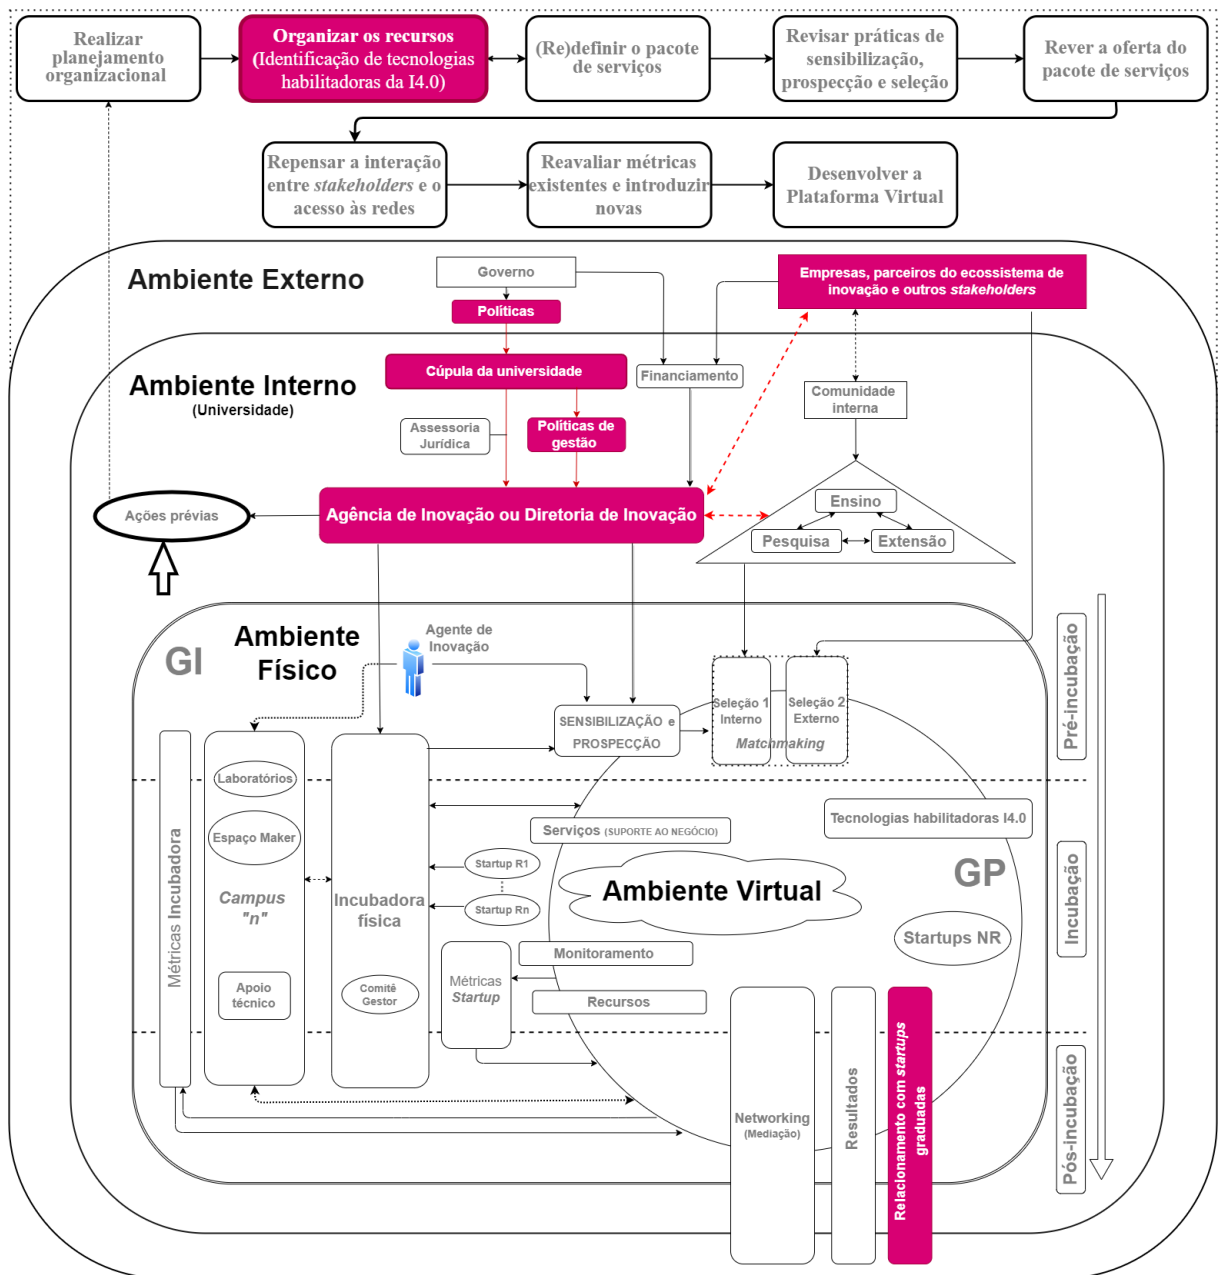 Realizar
planejamento
organizacional
Organizar os recursos
(Identificação de tecnologias
habilitadoras da I4.0)
(Re)definir o pacote
de serviços
Revisar práticas de
sensibilização,
prospecção e seleção
Rever a oferta do
pacote de serviços
Repensar a interação
entre stakeholders e o
acesso às redes
Reavaliar métricas
existentes e introduzir
novas
Desenvolver a
Plataforma Virtual
Ambiente Externo
Governo
Políticas
Empresas, parceiros do ecossistema de
inovação e outros stakeholders
Ambiente Interno
(Universidade)
Cúpula da universidade
Financiamento
Comunidade
interna
Assessoria
Jurídica
Políticas de
gestão
Ações prévias
Agência de Inovação ou Diretoria de Inovação
Ensino
Pesquisa
Extensão
GI
Ambiente
Físico
Agente de
Inovação
SENSIBILIZAÇÃO e
PROSPECÇÃO
Seleção 1
Interno
Seleção 2
Externo
Matchmaking
Pré-incubação
Laboratórios
Espaço Maker
Campus
"n"
Apoio
técnico
Métricas Incubadora
Incubadora
física
Comitê
Gestor
Startup R1
Startup Rn
Métricas
Startup
Serviços (SUPORTE AO NEGÓCIO)
Tecnologias habilitadoras I4.0
Ambiente Virtual
GP
Startups NR
Monitoramento
Recursos
Incubação
Networking
(Mediação)
Resultados
Relacionamento com startups
graduadas
Pós-incubação